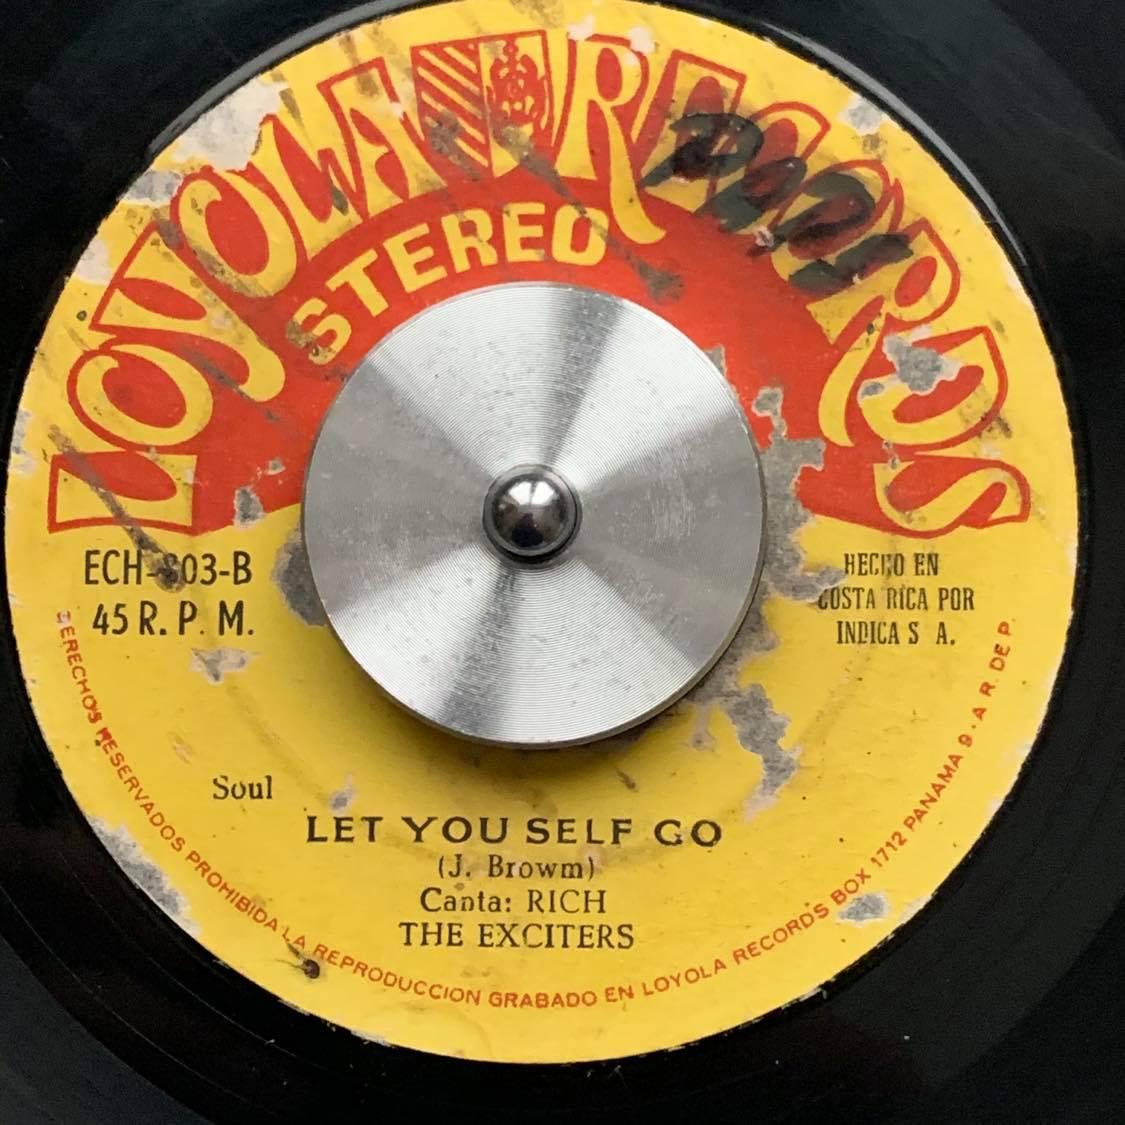 LOYOLA RECORDS
STEREO
ECH-803-B
45 R. P. M.
HECHO EN
COSTA RICA POR
INDICA S A.
Soul
LET YOU SELF GO
(J. Browm)
Canta: RICH
THE EXCITERS
DERECHOS RESERVADOS PROHIBIDA LA REPRODUCCION GRABADO EN LOYOLA RECORDS BOX 1712 PANAMA 9 - A R. DE P.